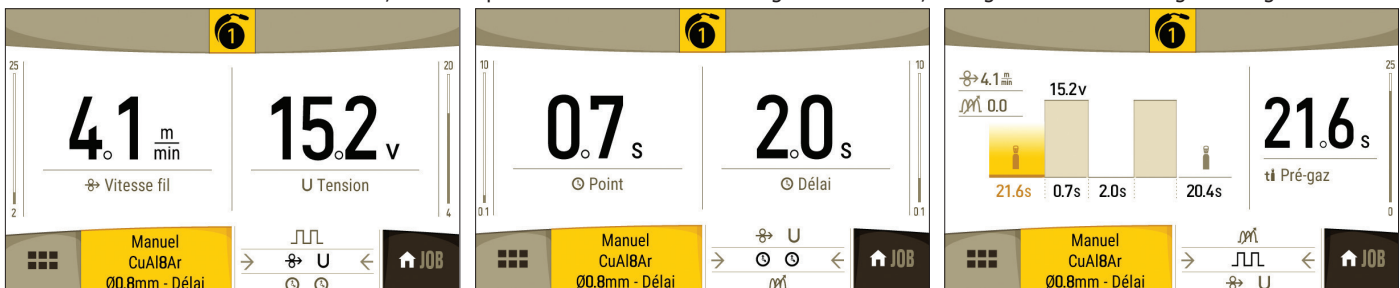 1
25
20
4.1 m/min
15.2 v
Vitesse fil
U Tension
2
4
Manuel
CuAl8Ar
Ø0.8mm - Délai
U
JOB
1
10
10
0.7 s
2.0 s
Point
Délai
0.1
0.1
Manuel
CuAl8Ar
Ø0.8mm - Délai
U
JOB
1
25
4.1 m/min
0.0
15.2v
21.6 s
Pré-gaz
21.6s 0.7s 2.0s 20.4s
0
Manuel
CuAl8Ar
Ø0.8mm - Délai
U
JOB